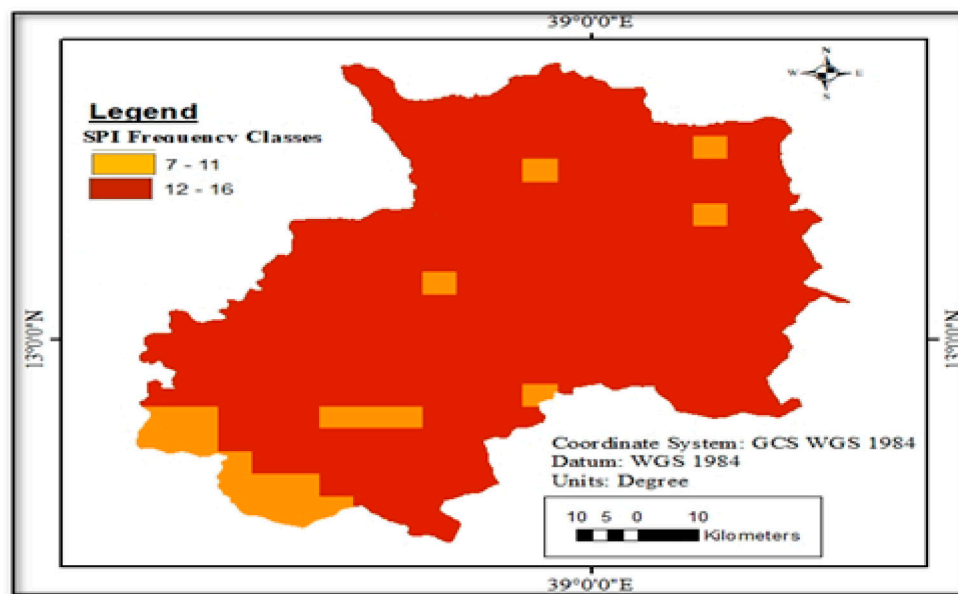 39°0'0"E
N
W E
S
Legend
SPI Frequency Classes
7 - 11
12 - 16
13°0'0"N
13°0'0"N
Coordinate System: GCS WGS 1984
Datum: WGS 1984
Units: Degree
10 5 0 10
Kilometers
39°0'0"E